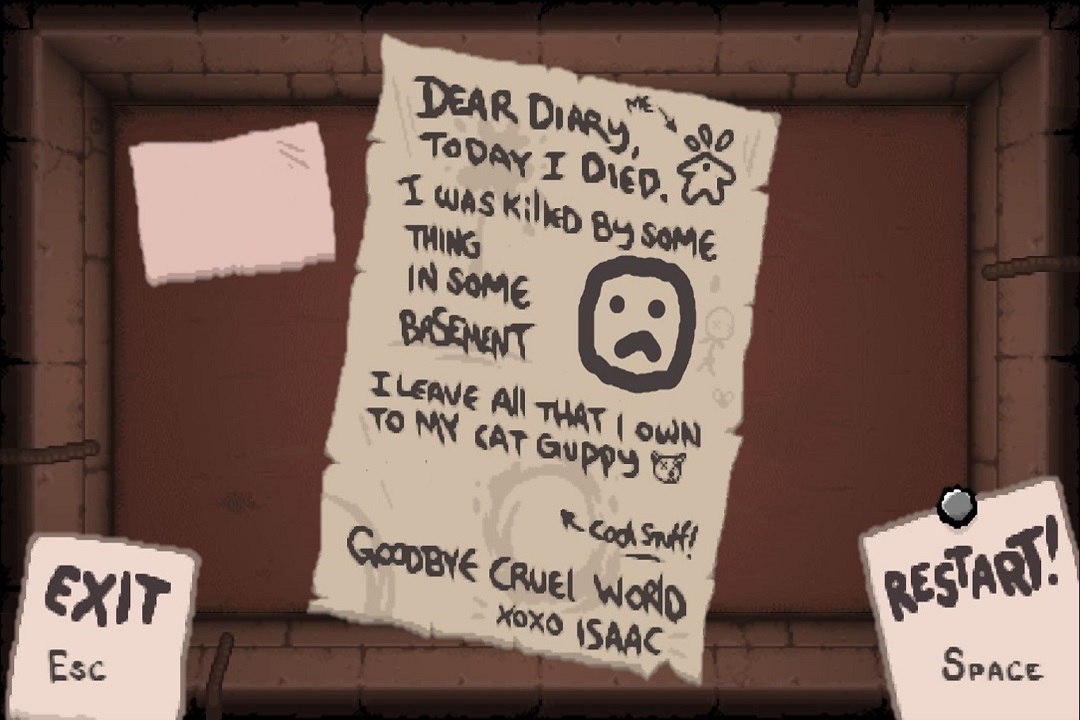 DEAR DIARY,
ME
TODAY I DIED.
I WAS KILLED BY SOME
THING
IN SOME
BASEMENT
I LEAVE ALL THAT I OWN
TO MY CAT GUPPY
COOL STUFF!
GOODBYE CRUEL WORLD
XOXO ISAAC
EXIT
ESC
RESTART!
SPACE